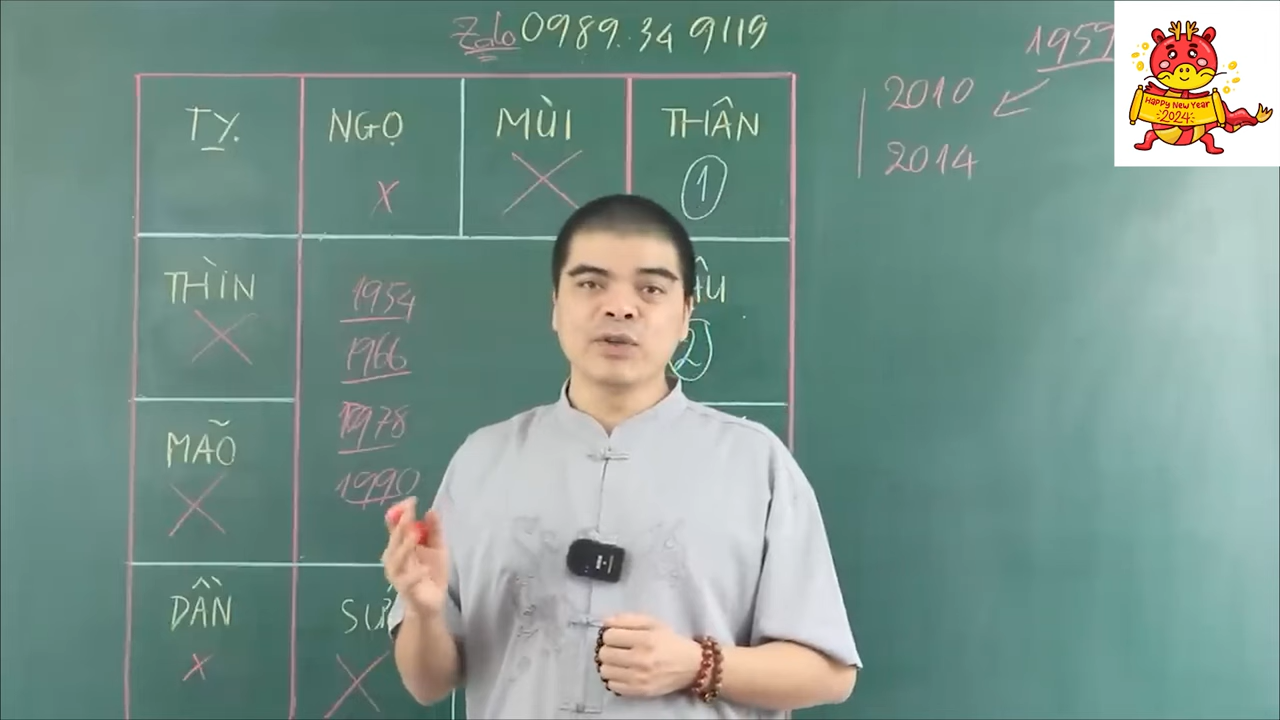 Zalo 0989.34 9119
1959
2010
2014
HAPPY NEW YEAR
2024
TỴ
NGỌ
MÙI
THÂN
X
X
1
THÌN
X
1954
1966
1978
1990
2
MÃO
X
DẦN
X
X